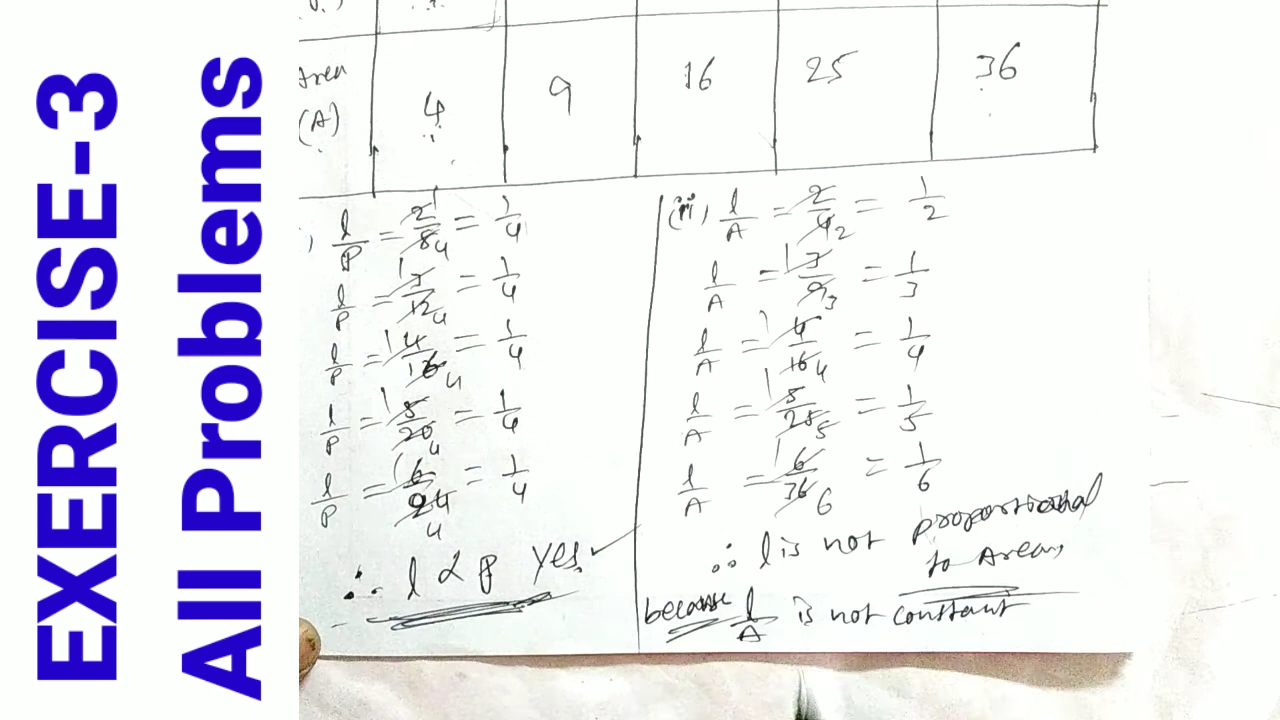 EXERCISE-3
All Problems
Area
(A)
4
9
16
25
36
l/P = 2/8 = 1/4
l/P = 3/12 = 1/4
l/P = 4/16 = 1/4
l/P = 5/20 = 1/4
l/P = 6/24 = 1/4
∴ l α P yes.
(ii), l/A = 2/4 = 1/2
l/A = 3/9 = 1/3
l/A = 4/16 = 1/4
l/A = 5/25 = 1/5
l/A = 6/36 = 1/6
∴ l is not proportional
to Area,
because l/A is not constant